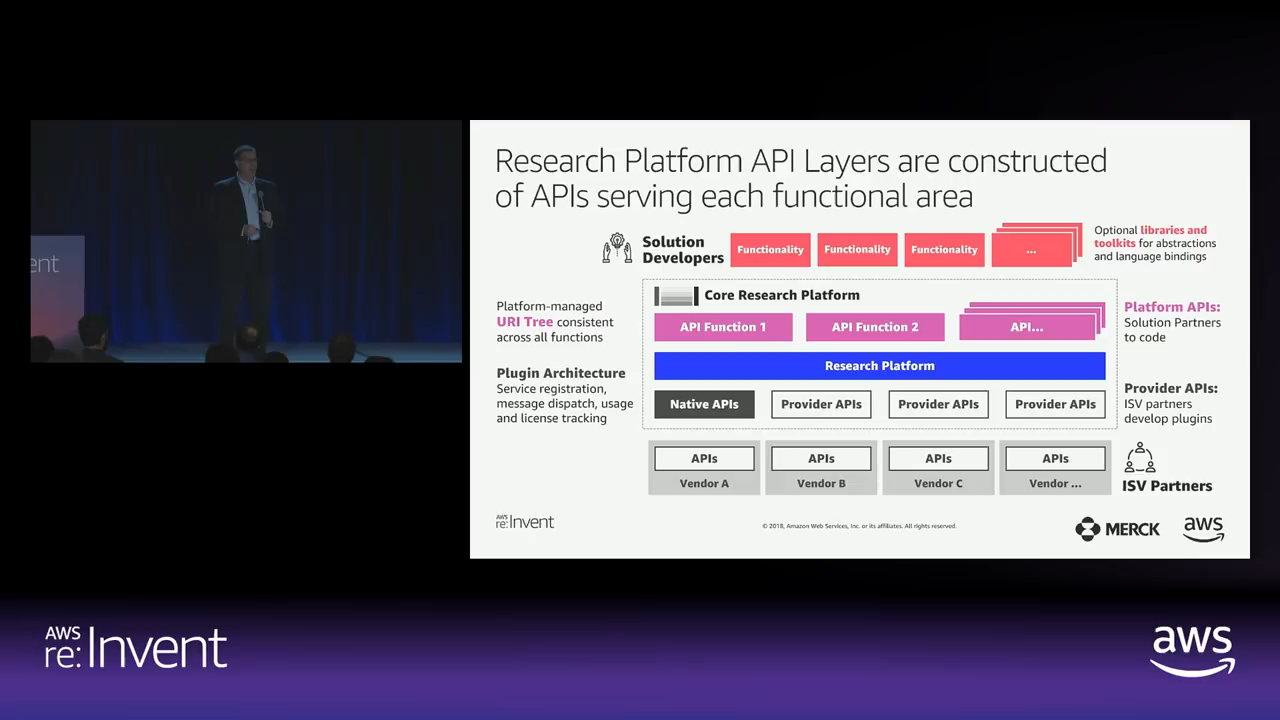 ent
Research Platform API Layers are constructed
of APIs serving each functional area
Solution
Developers
Functionality
Functionality
Functionality
...
Optional libraries and
toolkits for abstractions
and language bindings
Platform-managed
URI Tree consistent
across all functions
Core Research Platform
API Function 1
API Function 2
API...
Platform APIs:
Solution Partners
to code
Research Platform
Plugin Architecture
Service registration,
message dispatch, usage
and license tracking
Native APIs
Provider APIs
Provider APIs
Provider APIs
Provider APIs:
ISV partners
develop plugins
APIs
Vendor A
APIs
Vendor B
APIs
Vendor C
APIs
Vendor ...
ISV Partners
AWS
re:Invent
© 2018, Amazon Web Services, Inc. or its affiliates. All rights reserved.
MERCK
aws
AWS
re:Invent
aws